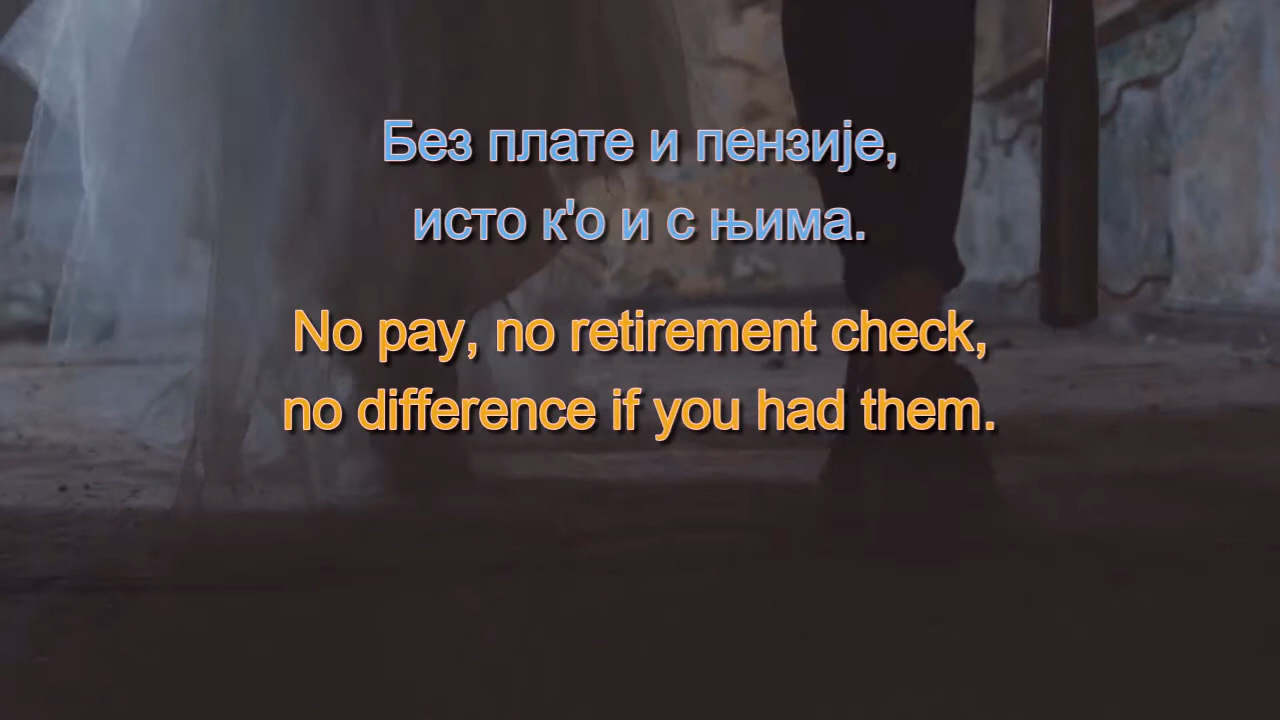 Без плате и пензије,
исто к'о и с њима.
No pay, no retirement check,
no difference if you had them.